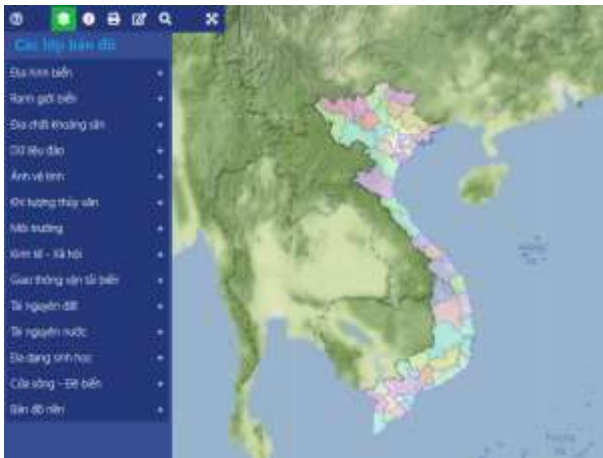 Các lớp bản đồ
Địa hình biển
Ranh giới biển
Địa chất khoáng sản
Dữ liệu đảo
Ảnh vệ tinh
Khí tượng thủy văn
Môi trường
Kinh tế - Xã hội
Giao thông vận tải biển
Tài nguyên đất
Tài nguyên nước
Đa dạng sinh học
Cửa sông - Đê biển
Bản đồ nền